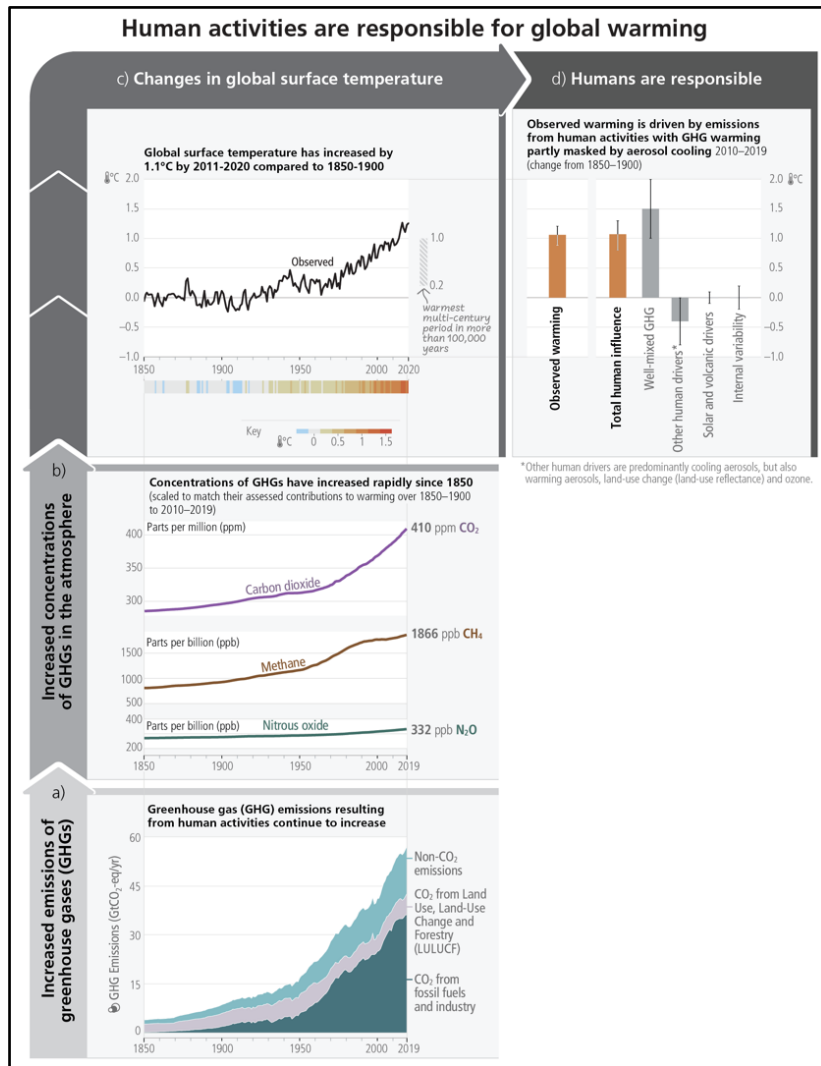 Human activities are responsible for global warming
c) Changes in global surface temperature
d) Humans are responsible
Global surface temperature has increased by
1.1°C by 2011-2020 compared to 1850-1900
°C
2.0
1.5
1.0
0.5
0.0
−0.5
−1.0
Observed
1.0
0.2
warmest
multi-century
period in more
than 100,000
years
1850
1900
1950
2000
2020
Key
°C
0
0.5
1
1.5
Observed warming is driven by emissions
from human activities with GHG warming
partly masked by aerosol cooling 2010–2019
(change from 1850–1900)
2.0 °C
1.5
1.0
0.5
0.0
−0.5
−1.0
Observed warming
Total human influence
Well-mixed GHG
Other human drivers*
Solar and volcanic drivers
Internal variability
*Other human drivers are predominantly cooling aerosols, but also
warming aerosols, land-use change (land-use reflectance) and ozone.
b)
Increased concentrations
of GHGs in the atmosphere
Concentrations of GHGs have increased rapidly since 1850
(scaled to match their assessed contributions to warming over 1850–1900
to 2010–2019)
Parts per million (ppm)
400
350
300
Carbon dioxide
410 ppm CO₂
Parts per billion (ppb)
1500
1000
500
Methane
1866 ppb CH₄
Parts per billion (ppb)
400
200
Nitrous oxide
332 ppb N₂O
1850
1900
1950
2000
2019
a)
Increased emissions of
greenhouse gases (GHGs)
Greenhouse gas (GHG) emissions resulting
from human activities continue to increase
GHG Emissions (GtCO₂-eq/yr)
60
45
30
15
0
Non-CO₂
emissions
CO₂ from Land
Use, Land-Use
Change and
Forestry
(LULUCF)
CO₂ from
fossil fuels
and industry
1850
1900
1950
2000
2019